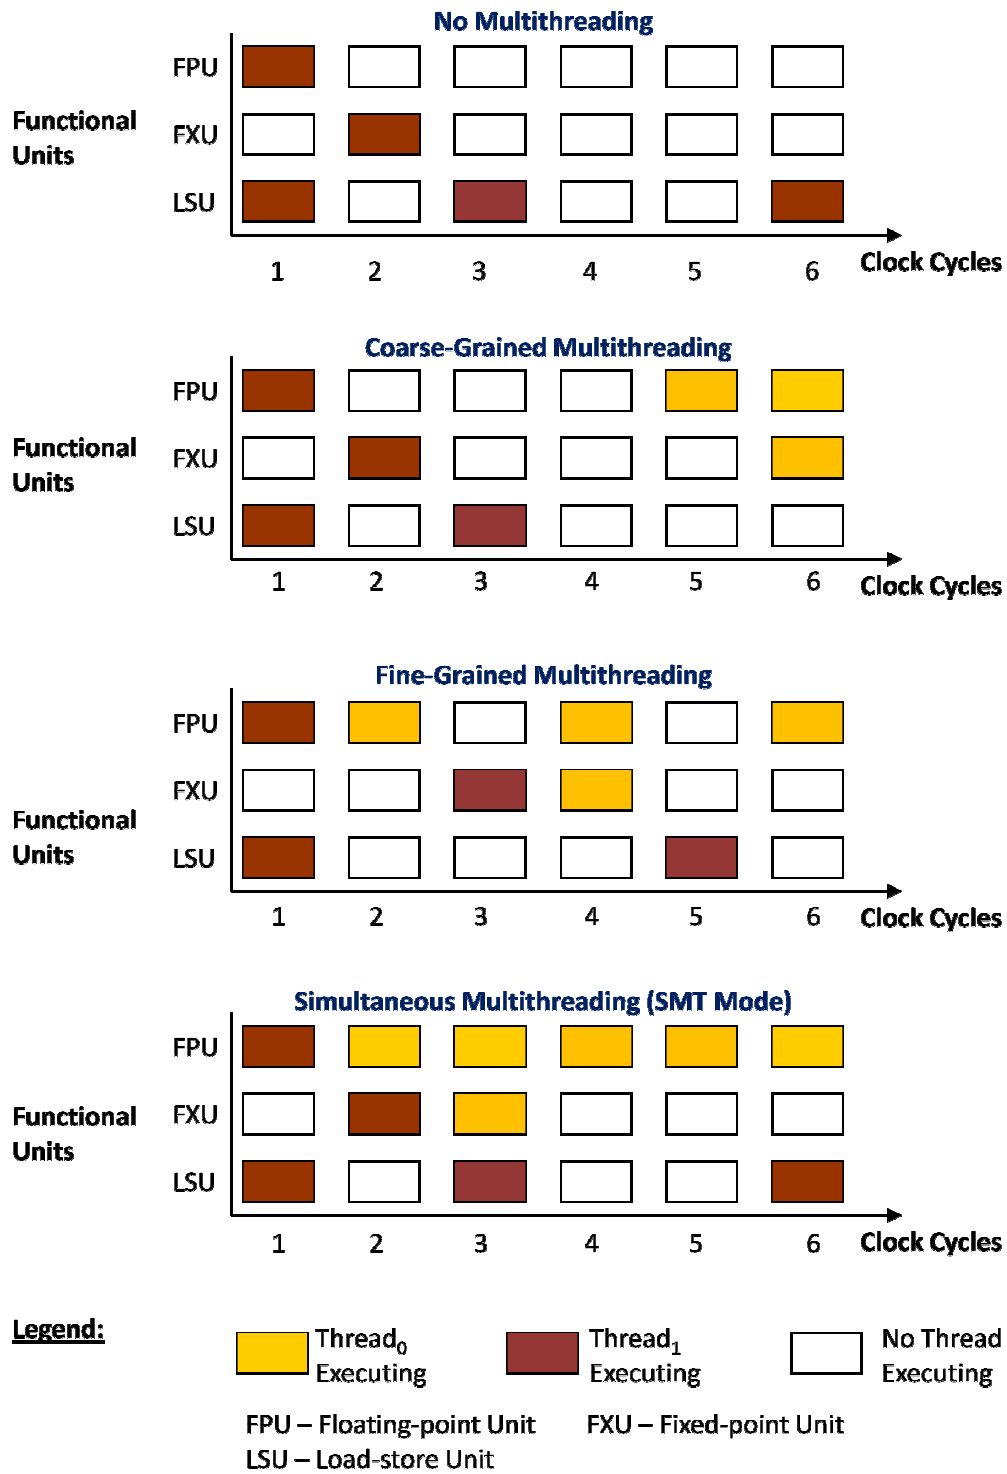 No Multithreading
FPU
Functional
Units
FXU
LSU
1 2 3 4 5 6
Clock Cycles
Coarse-Grained Multithreading
FPU
Functional
Units
FXU
LSU
1 2 3 4 5 6
Clock Cycles
Fine-Grained Multithreading
FPU
FXU
Functional
Units
LSU
1 2 3 4 5 6
Clock Cycles
Simultaneous Multithreading (SMT Mode)
FPU
Functional
Units
FXU
LSU
1 2 3 4 5 6
Clock Cycles
Legend:
Thread0
Executing
Thread1
Executing
No Thread
Executing
FPU – Floating-point Unit
FXU – Fixed-point Unit
LSU – Load-store Unit